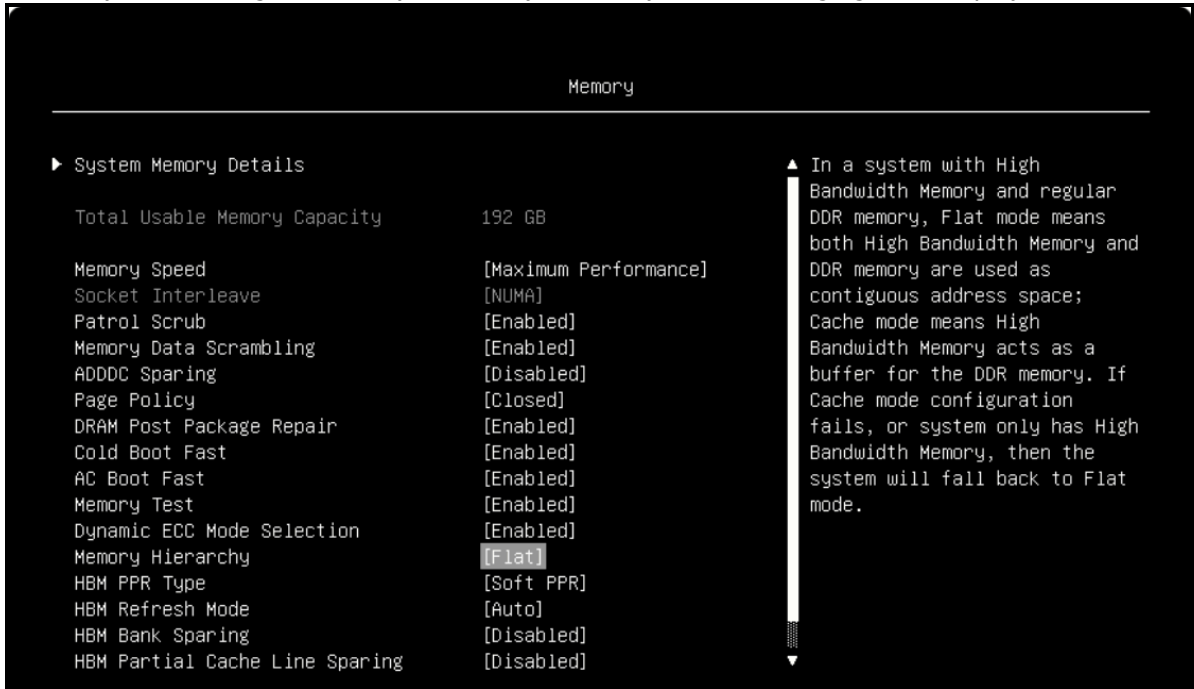 Memory
System Memory Details
Total Usable Memory Capacity 192 GB
Memory Speed [Maximum Performance]
Socket Interleave [NUMA]
Patrol Scrub [Enabled]
Memory Data Scrambling [Enabled]
ADDDC Sparing [Disabled]
Page Policy [Closed]
DRAM Post Package Repair [Enabled]
Cold Boot Fast [Enabled]
AC Boot Fast [Enabled]
Memory Test [Enabled]
Dynamic ECC Mode Selection [Enabled]
Memory Hierarchy [Flat]
HBM PPR Type [Soft PPR]
HBM Refresh Mode [Auto]
HBM Bank Sparing [Disabled]
HBM Partial Cache Line Sparing [Disabled]
In a system with High
Bandwidth Memory and regular
DDR memory, Flat mode means
both High Bandwidth Memory and
DDR memory are used as
contiguous address space;
Cache mode means High
Bandwidth Memory acts as a
buffer for the DDR memory. If
Cache mode configuration
fails, or system only has High
Bandwidth Memory, then the
system will fall back to Flat
mode.